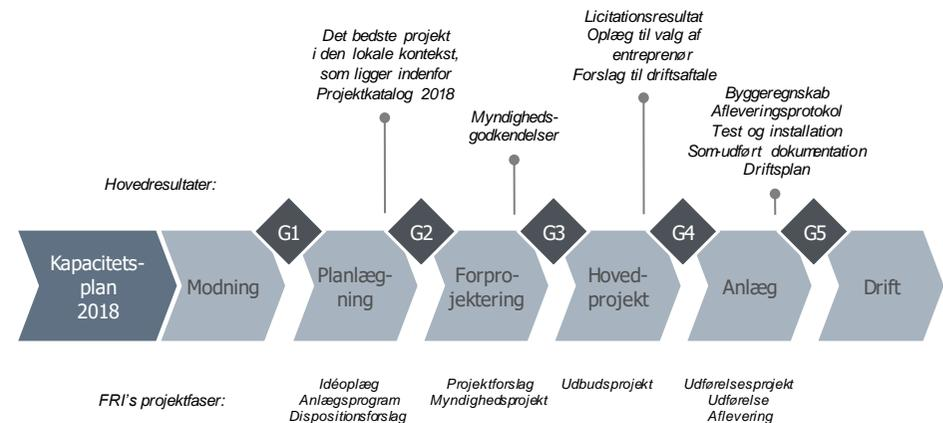 Det bedste projekt
i den lokale kontekst,
som ligger indenfor
Projektkatalog 2018
Myndigheds-
godkendelser
Licitationsresultat
Oplæg til valg af
entreprenør
Forslag til driftsaftale
Byggeregnskab
Afleveringsprotokol
Test og installation
Som-udført dokumentation
Driftsplan
Hovedresultater:
G1
G2
G3
G4
G5
Kapacitets-
plan
2018
Modning
Planlæg-
ning
Forpro-
jektering
Hoved-
projekt
Anlæg
Drift
FRI's projektfaser:
Idéoplæg
Anlægsprogram
Dispositionsforslag
Projektforslag
Myndighedsprojekt
Udbudsprojekt
Udførelsesprojekt
Udførelse
Aflevering